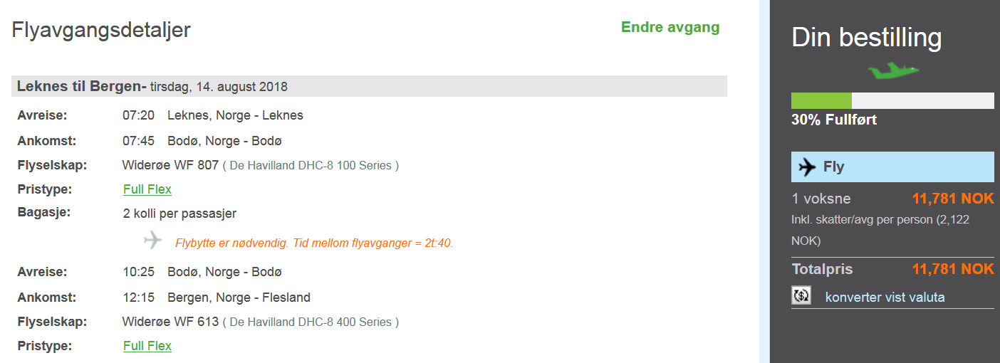 Flyavgangsdetaljer
Endre avgang
Leknes til Bergen- tirsdag, 14. august 2018
Avreise: 07:20 Leknes, Norge - Leknes
Ankomst: 07:45 Bodø, Norge - Bodø
Flyselskap: Widerøe WF 807 ( De Havilland DHC-8 100 Series )
Pristype: Full Flex
Bagasje: 2 kolli per passasjer
Flybytte er nødvendig. Tid mellom flyavganger = 2t:40.
Avreise: 10:25 Bodø, Norge - Bodø
Ankomst: 12:15 Bergen, Norge - Flesland
Flyselskap: Widerøe WF 613 ( De Havilland DHC-8 400 Series )
Pristype: Full Flex
Din bestilling
30% Fullført
Fly
1 voksne 11,781 NOK
Inkl. skatter/avg per person (2,122
NOK)
Totalpris 11,781 NOK
konverter vist valuta